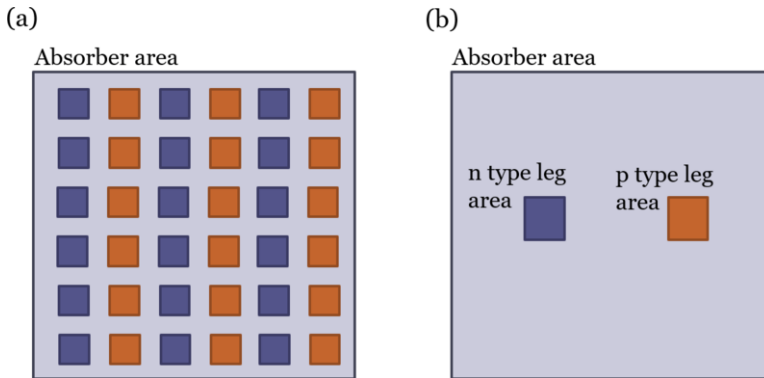 (a)
Absorber area
(b)
Absorber area
n type leg
area
p type leg
area